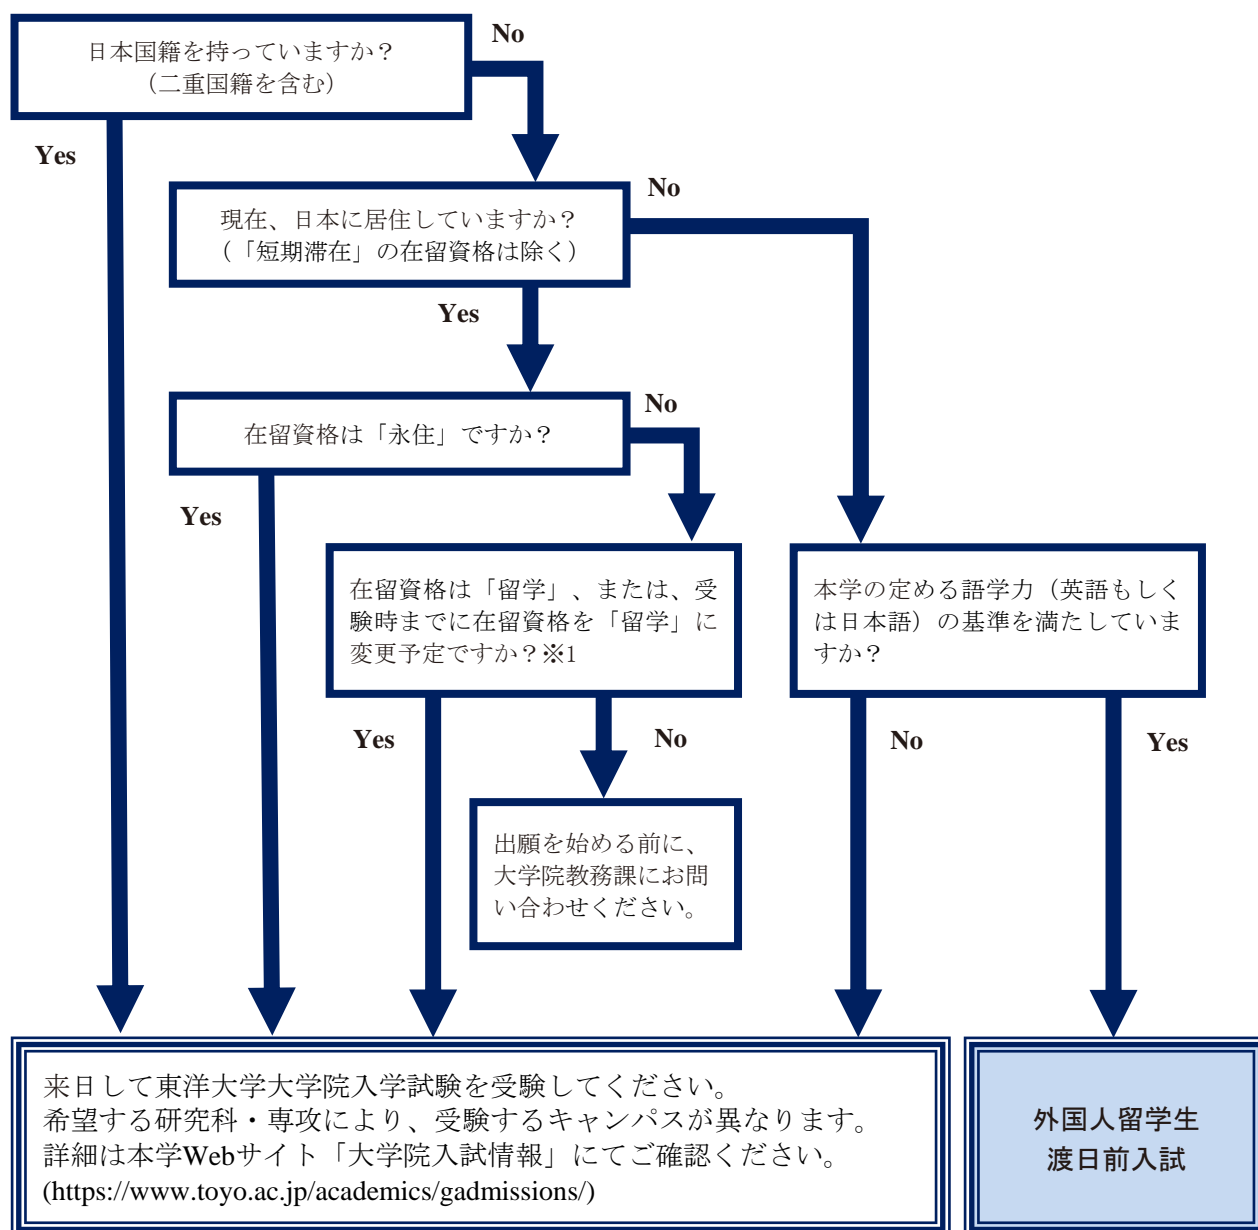 日本国籍を持っていますか？
（二重国籍を含む）
No
Yes
現在、日本に居住していますか？
（「短期滞在」の在留資格は除く）
No
Yes
在留資格は「永住」ですか？
No
Yes
在留資格は「留学」、または、受
験時までに在留資格を「留学」に
変更予定ですか？※1
本学の定める語学力（英語もしく
は日本語）の基準を満たしていま
すか？
Yes
No
No
Yes
出願を始める前に、
大学院教務課にお問
い合わせください。
来日して東洋大学大学院入学試験を受験してください。
希望する研究科・専攻により、受験するキャンパスが異なります。
詳細は本学Webサイト「大学院入試情報」にてご確認ください。
(https://www.toyo.ac.jp/academics/gadmissions/)
外国人留学生
渡日前入試